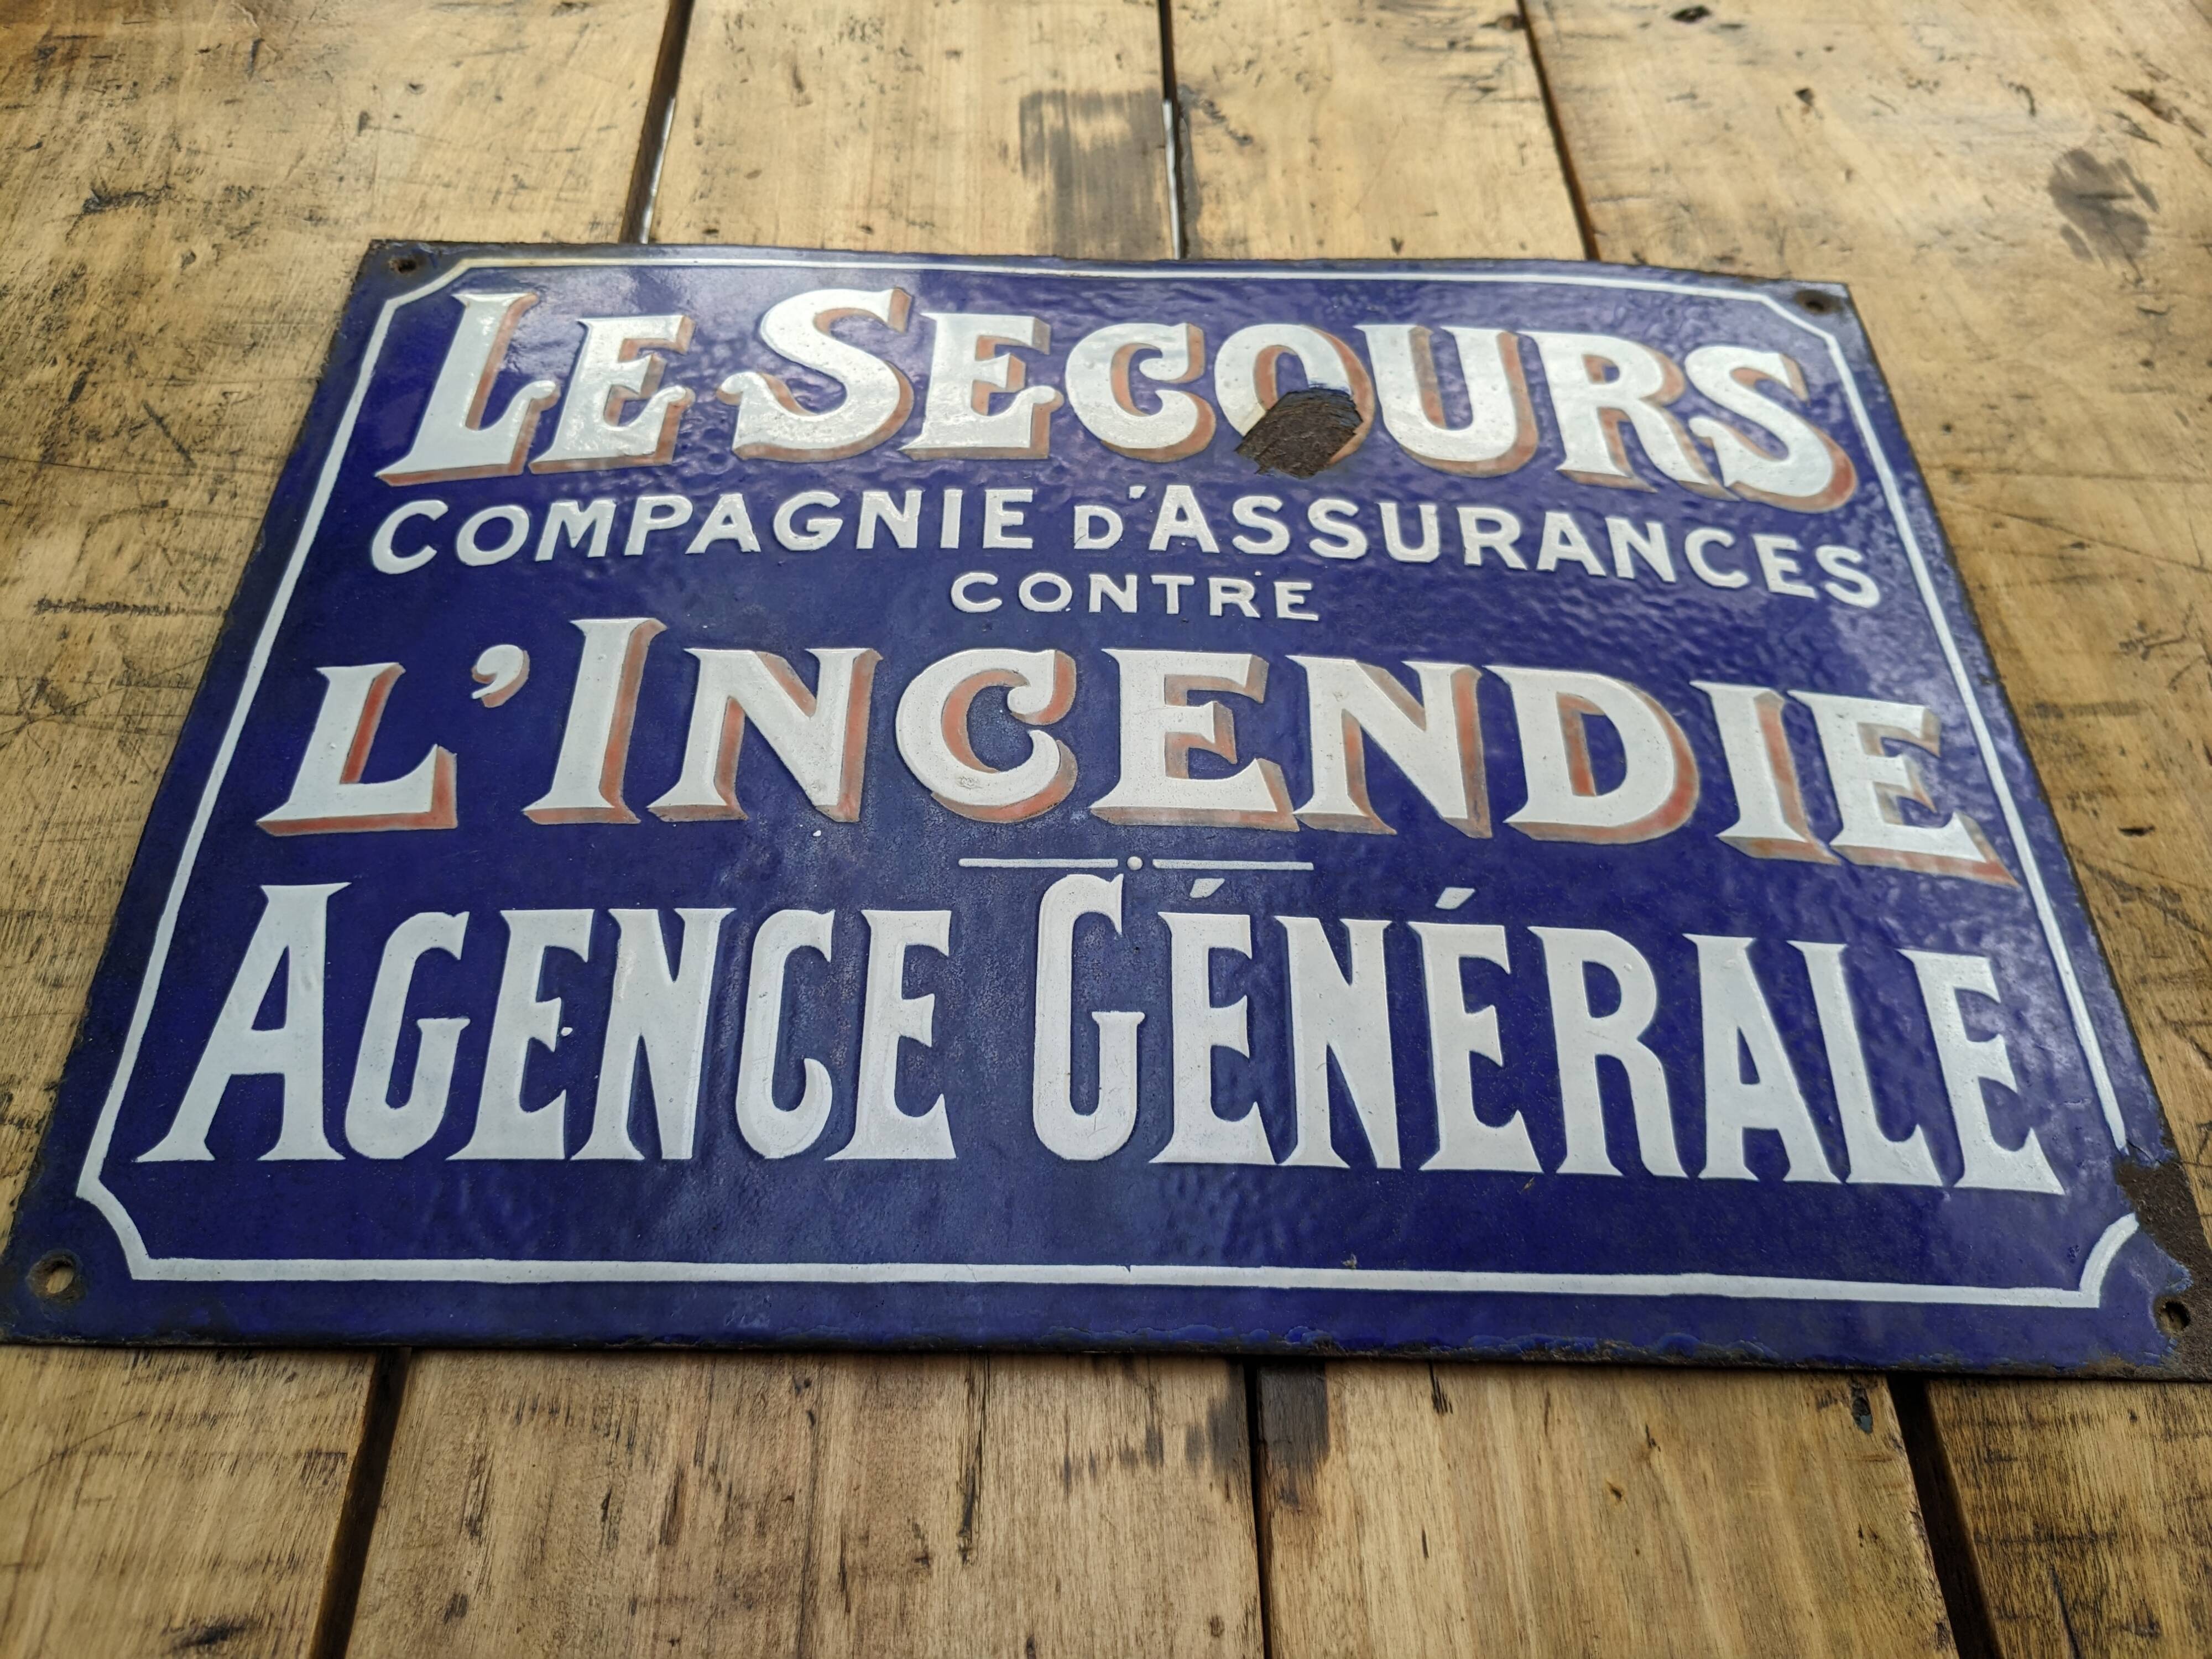 LE SECOURS
COMPAGNIE D'ASSURANCES
CONTRE
L'INCENDIE
AGENCE GÉNÉRALE